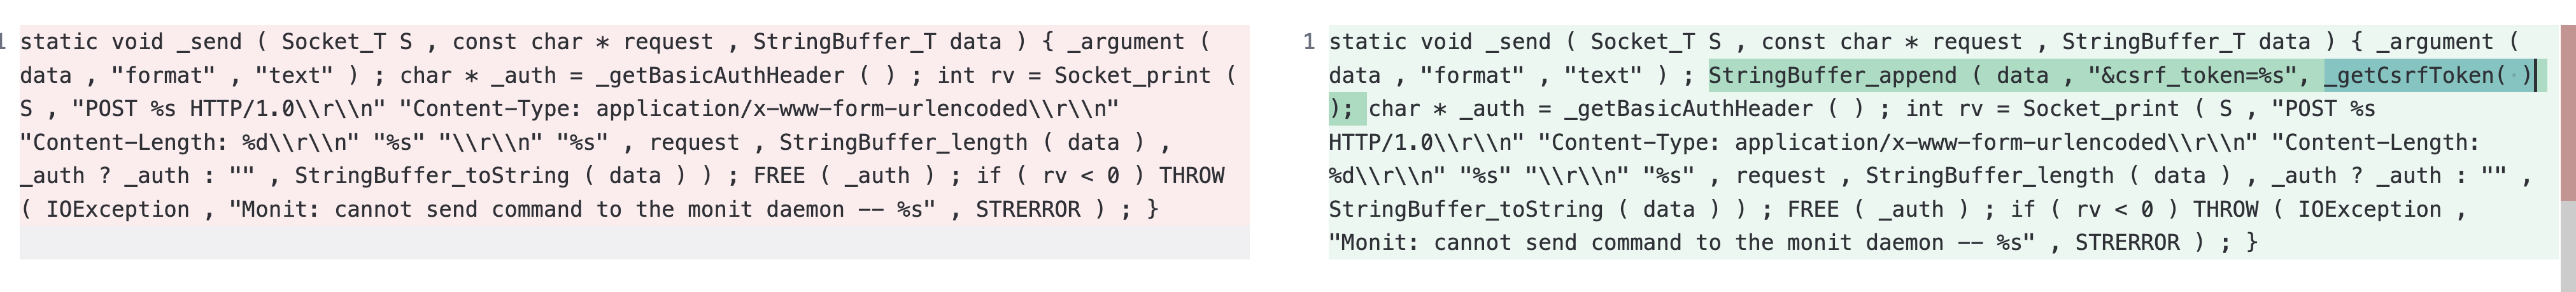 1 static void _send ( Socket_T S , const char * request , StringBuffer_T data ) { _argument (
data , "format" , "text" ) ; char * _auth = _getBasicAuthHeader ( ) ; int rv = Socket_print (
S , "POST %s HTTP/1.0\\r\\n" "Content-Type: application/x-www-form-urlencoded\\r\\n"
"Content-Length: %d\\r\\n" "%s" "\\r\\n" "%s" , request , StringBuffer_length ( data ) ,
_auth ? _auth : "" , StringBuffer_toString ( data ) ) ; FREE ( _auth ) ; if ( rv < 0 ) THROW
( IOException , "Monit: cannot send command to the monit daemon -- %s" , STRERROR ) ; }
1 static void _send ( Socket_T S , const char * request , StringBuffer_T data ) { _argument (
data , "format" , "text" ) ; StringBuffer_append ( data , "&csrf_token=%s", _getCsrfToken( )
); char * _auth = _getBasicAuthHeader ( ) ; int rv = Socket_print ( S , "POST %s
HTTP/1.0\\r\\n" "Content-Type: application/x-www-form-urlencoded\\r\\n" "Content-Length:
%d\\r\\n" "%s" "\\r\\n" "%s" , request , StringBuffer_length ( data ) , _auth ? _auth : "" ,
StringBuffer_toString ( data ) ) ; FREE ( _auth ) ; if ( rv < 0 ) THROW ( IOException ,
"Monit: cannot send command to the monit daemon -- %s" , STRERROR ) ; }